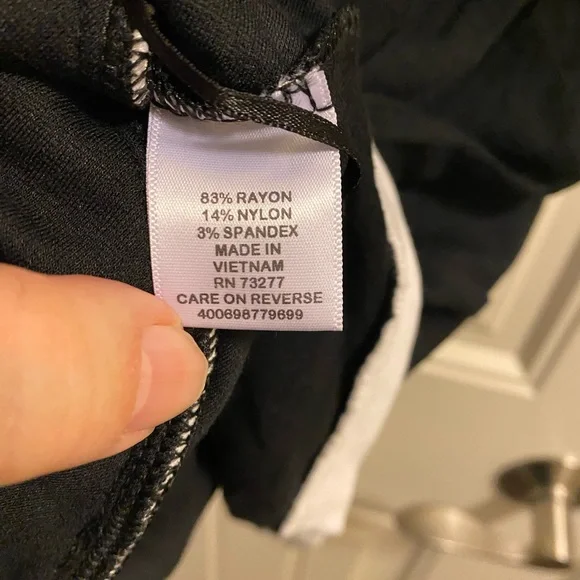 83% RAYON
14% NYLON
3% SPANDEX
MADE IN
VIETNAM
RN 73277
CARE ON REVERSE
400698779699